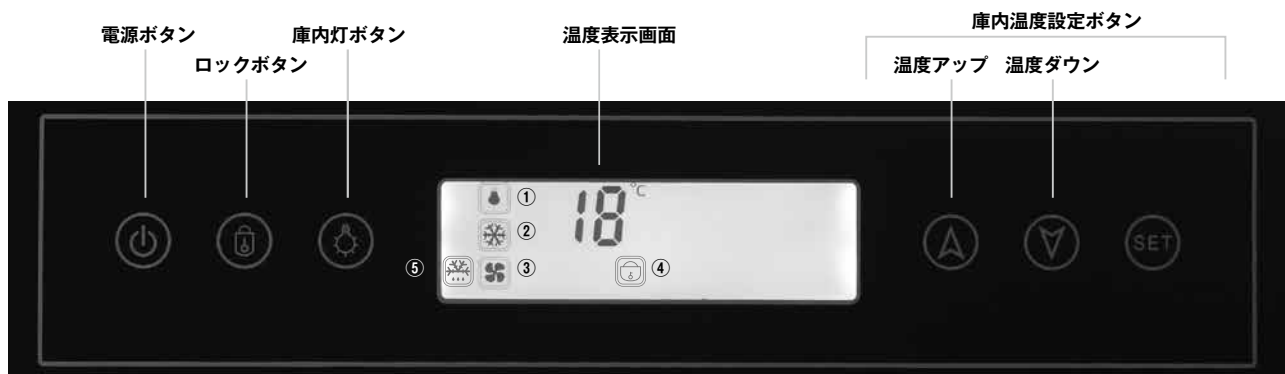 庫内温度設定ボタン
電源ボタン 庫内灯ボタン 温度表示画面
ロックボタン 温度アップ 温度ダウン
18 ℃
①
②
⑤ ③ ④
SET